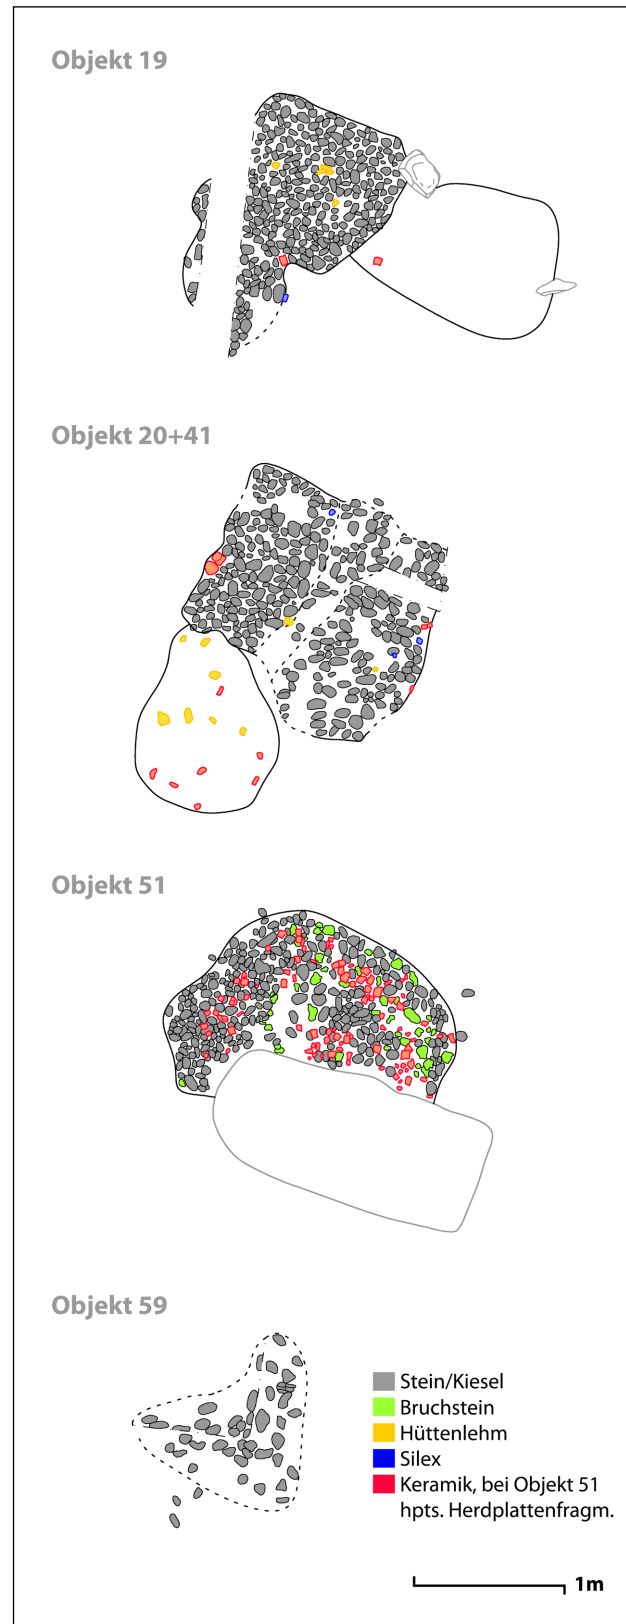 Objekt 19
Objekt 20+41
Objekt 51
Objekt 59
Stein/Kiesel
Bruchstein
Hüttenlehm
Silex
Keramik, bei Objekt 51
hpts. Herdplattenfragm.
1m